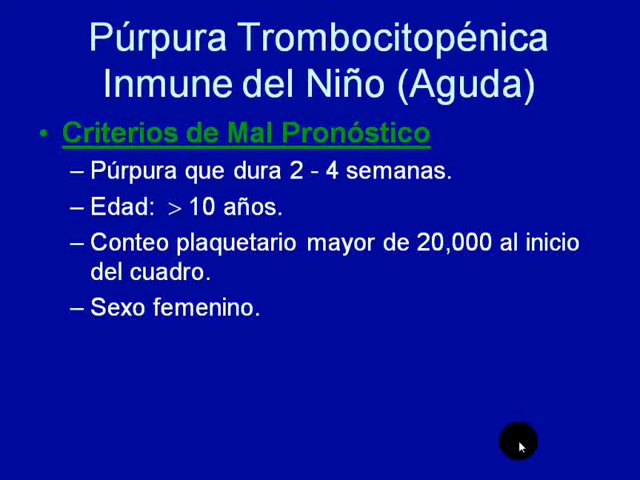 Púrpura Trombocitopénica
Inmune del Niño (Aguda)
• Criterios de Mal Pronóstico
– Púrpura que dura 2 - 4 semanas.
– Edad: > 10 años.
– Conteo plaquetario mayor de 20,000 al inicio
del cuadro.
– Sexo femenino.